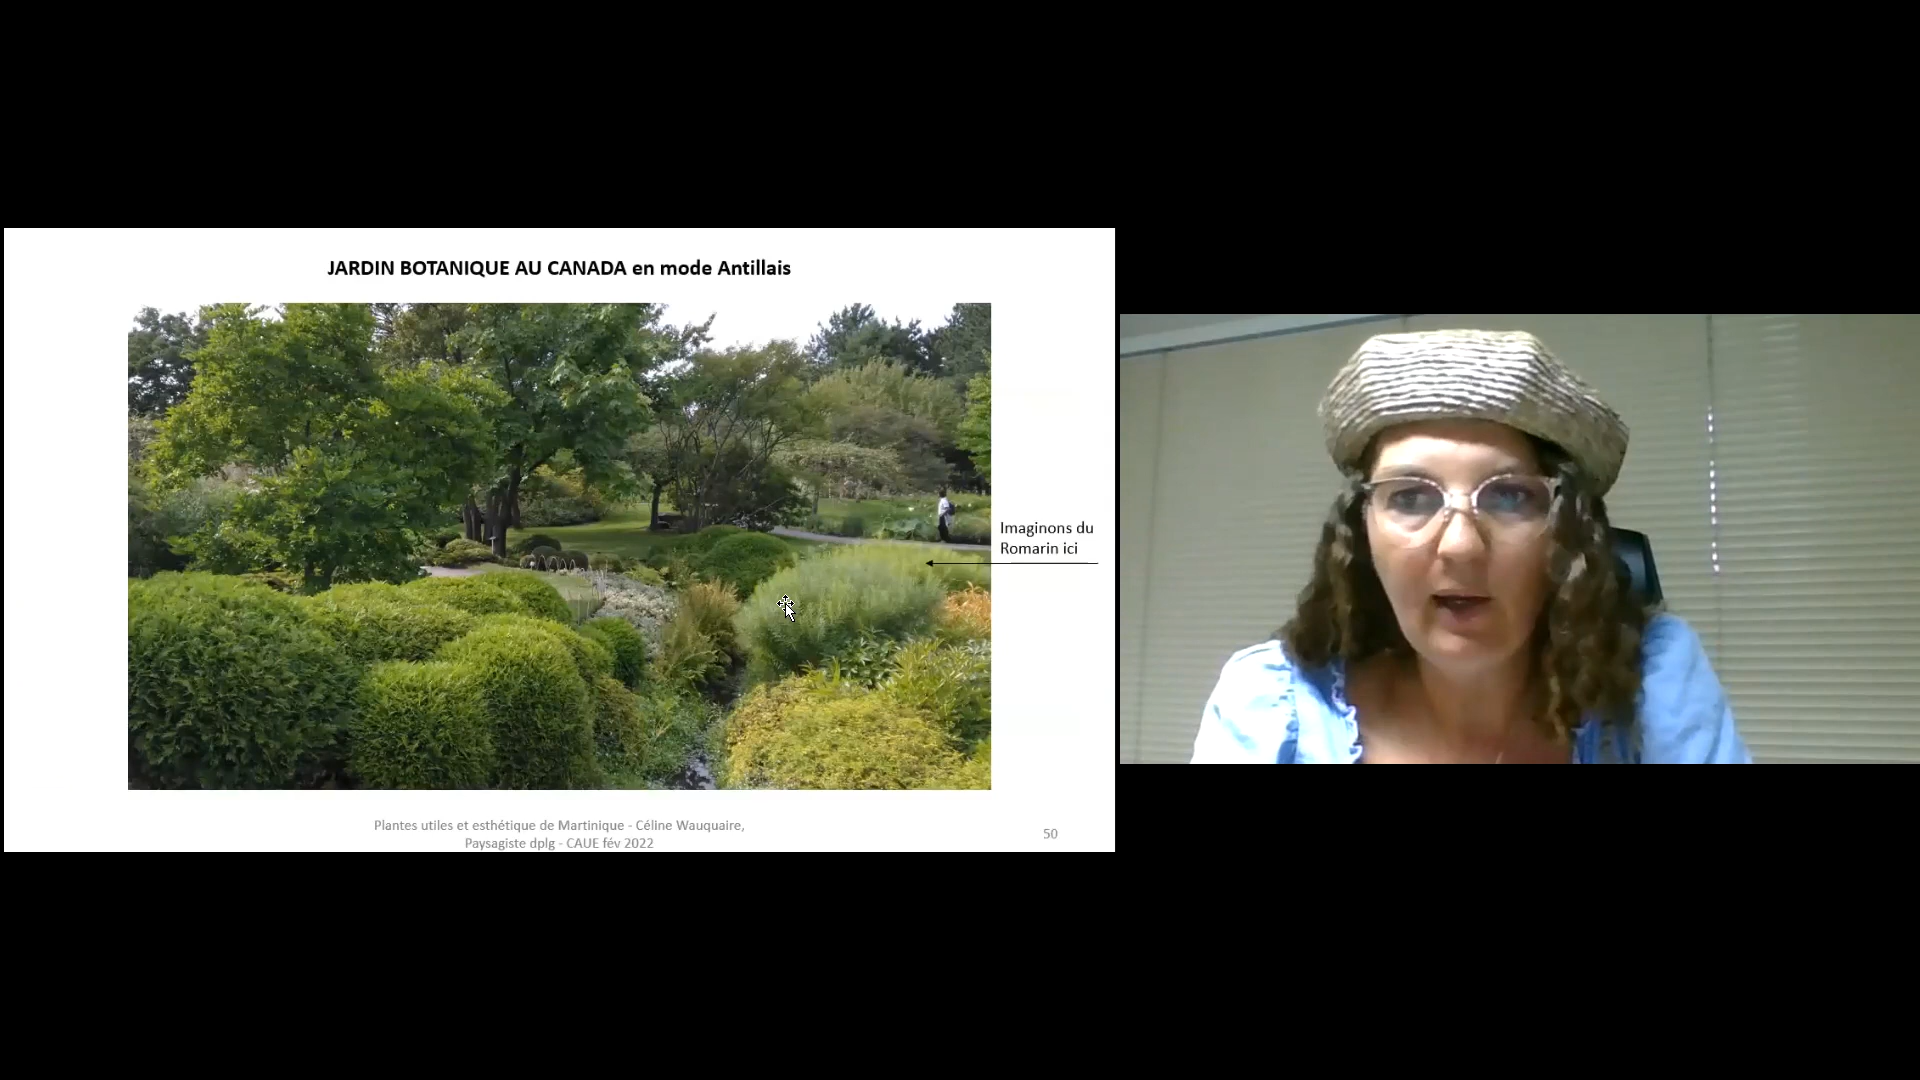 JARDIN BOTANIQUE AU CANADA en mode Antillais
Imaginons du
Romarin ici
Plantes utiles et esthétique de Martinique - Céline Wauquaire,
Paysagiste dplg - CAUE fév 2022
50